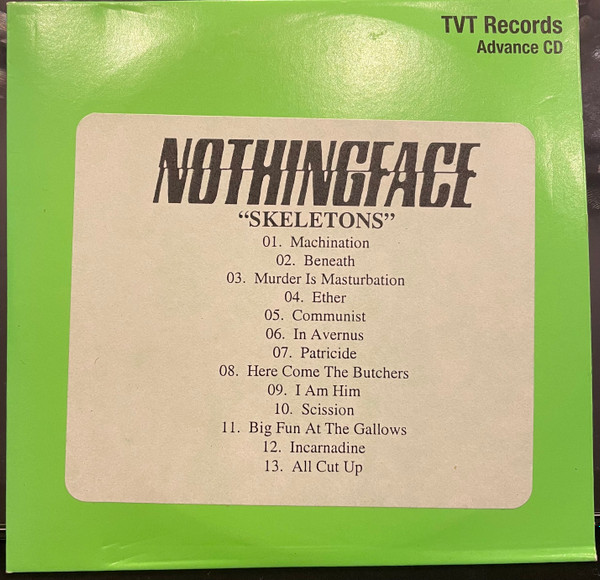 TVT Records
Advance CD
NOTHINGFACE
“SKELETONS”
01. Machination
02. Beneath
03. Murder Is Masturbation
04. Ether
05. Communist
06. In Avernus
07. Patricide
08. Here Come The Butchers
09. I Am Him
10. Scission
11. Big Fun At The Gallows
12. Incarnadine
13. All Cut Up